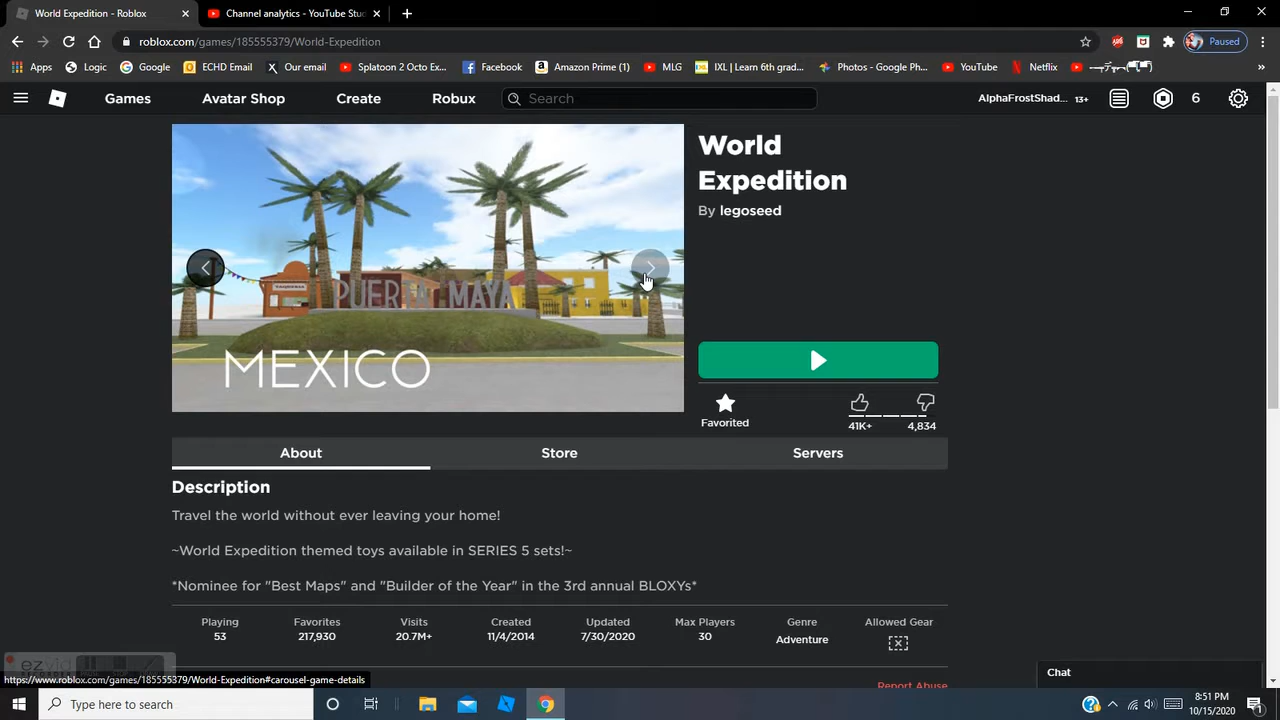 World Expedition - Roblox
Channel analytics - YouTube Stu
roblox.com/games/185555379/World-Expedition
Paused
Apps
Logic
Google
ECHD Email
Our email
Splatoon 2 Octo Ex...
Facebook
Amazon Prime (1)
MLG
IXL | Learn 6th grad...
Photos - Google Ph...
YouTube
Netflix
Games
Avatar Shop
Create
Robux
Search
AlphaFrostShad...
13+
6
PUERTA MAYA
MEXICO
World
Expedition
By legoseed
Favorited
41K+
4,834
About
Store
Servers
Description
Travel the world without ever leaving your home!
~World Expedition themed toys available in SERIES 5 sets!~
*Nominee for "Best Maps" and "Builder of the Year" in the 3rd annual BLOXYs*
Playing
Favorites
Visits
Created
Updated
Max Players
Genre
Allowed Gear
53
217,930
20.7M+
11/4/2014
7/30/2020
30
Adventure
ezvid
https://www.roblox.com/games/185555379/World-Expedition#carousel-game-details
Report Abuse
Chat
Type here to search
8:51 PM
10/15/2020